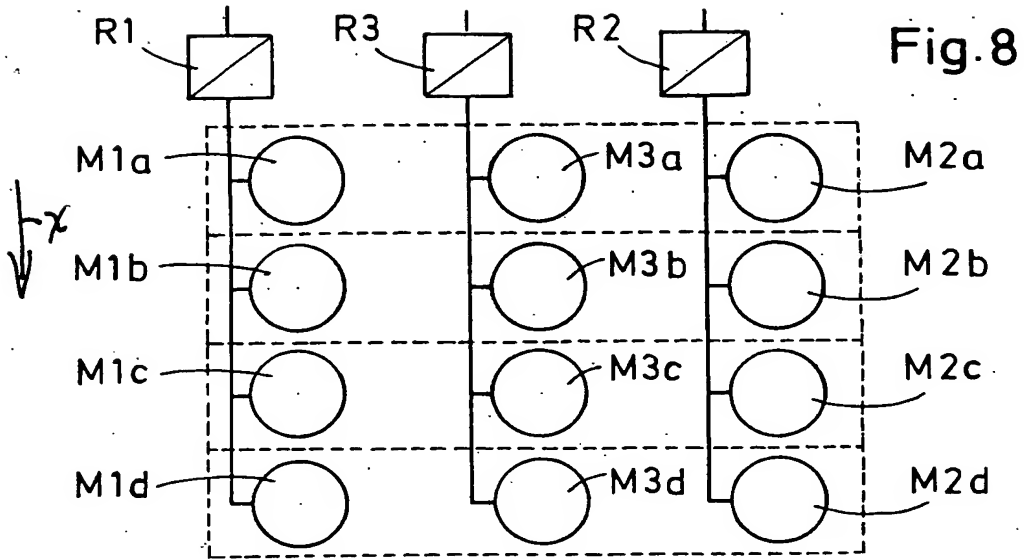 R1 R3 R2 Fig.8
M1a M3a M2a
x
M1b M3b M2b
M1c M3c M2c
M1d M3d M2d